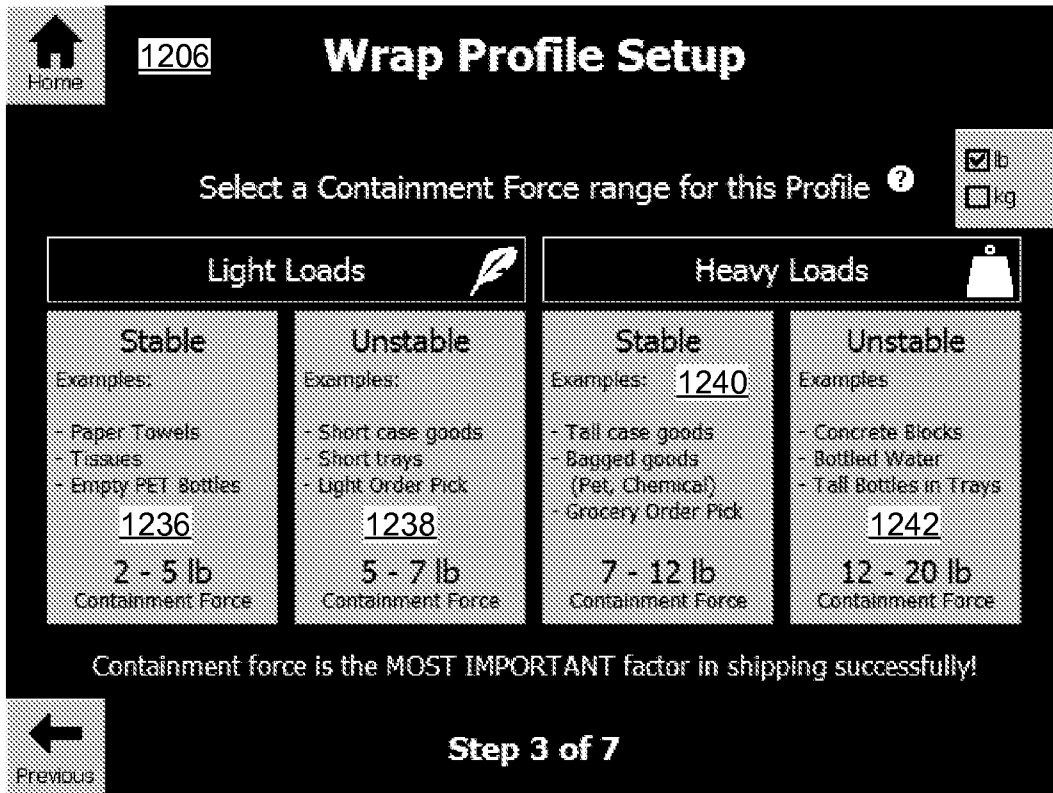 Home
1206
Wrap Profile Setup
Select a Containment Force range for this Profile ?
lb
kg
Light Loads
Heavy Loads
Stable
Examples:
- Paper Towels
- Tissues
- Empty PET Bottles
1236
2 - 5 lb
Containment Force
Unstable
Examples:
- Short case goods
- Short trays
- Light Order Pick
1238
5 - 7 lb
Containment Force
Stable
Examples: 1240
- Tall case goods
- Bagged goods
(Pet, Chemical)
- Grocery Order Pick
7 - 12 lb
Containment Force
Unstable
Examples
- Concrete Blocks
- Bottled Water
- Tall Bottles in Trays
1242
12 - 20 lb
Containment Force
Containment force is the MOST IMPORTANT factor in shipping successfully!
Previous
Step 3 of 7